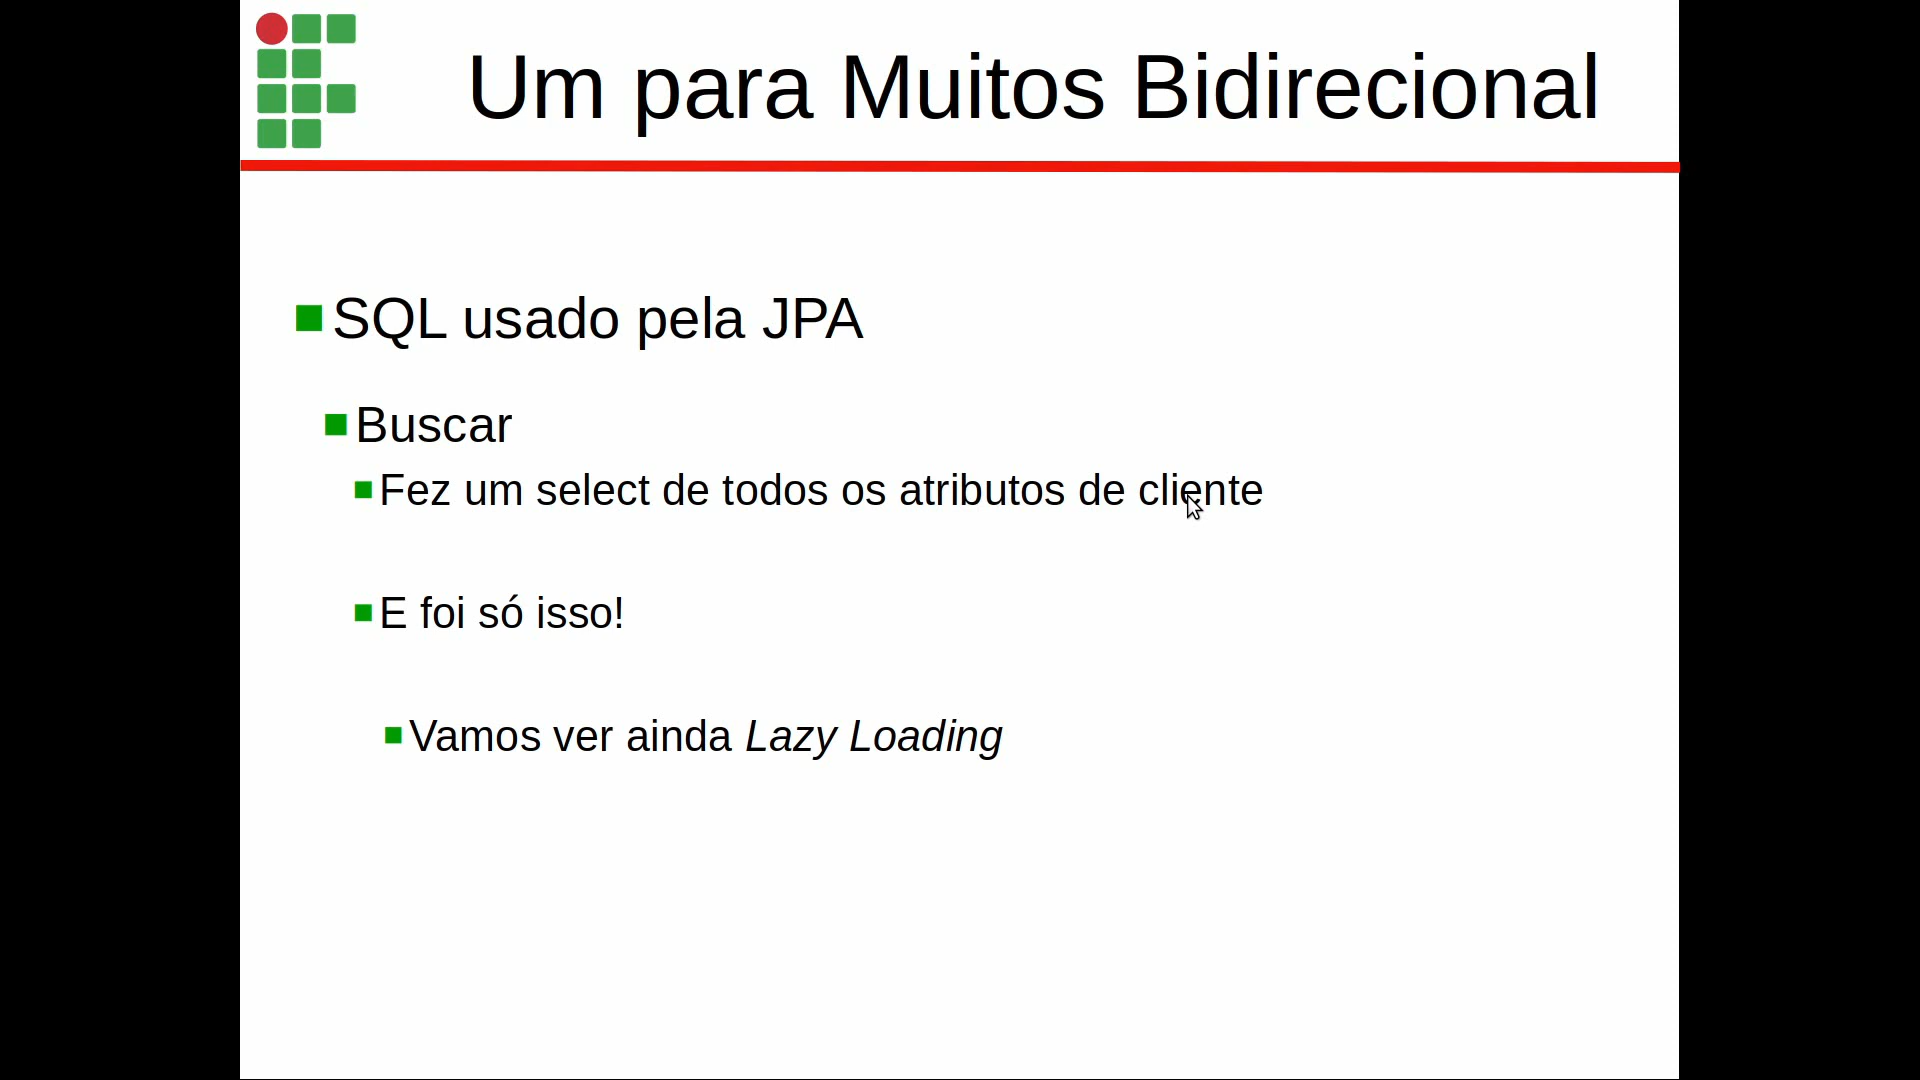 Um para Muitos Bidirecional
SQL usado pela JPA
Buscar
Fez um select de todos os atributos de cliente
E foi só isso!
Vamos ver ainda Lazy Loading